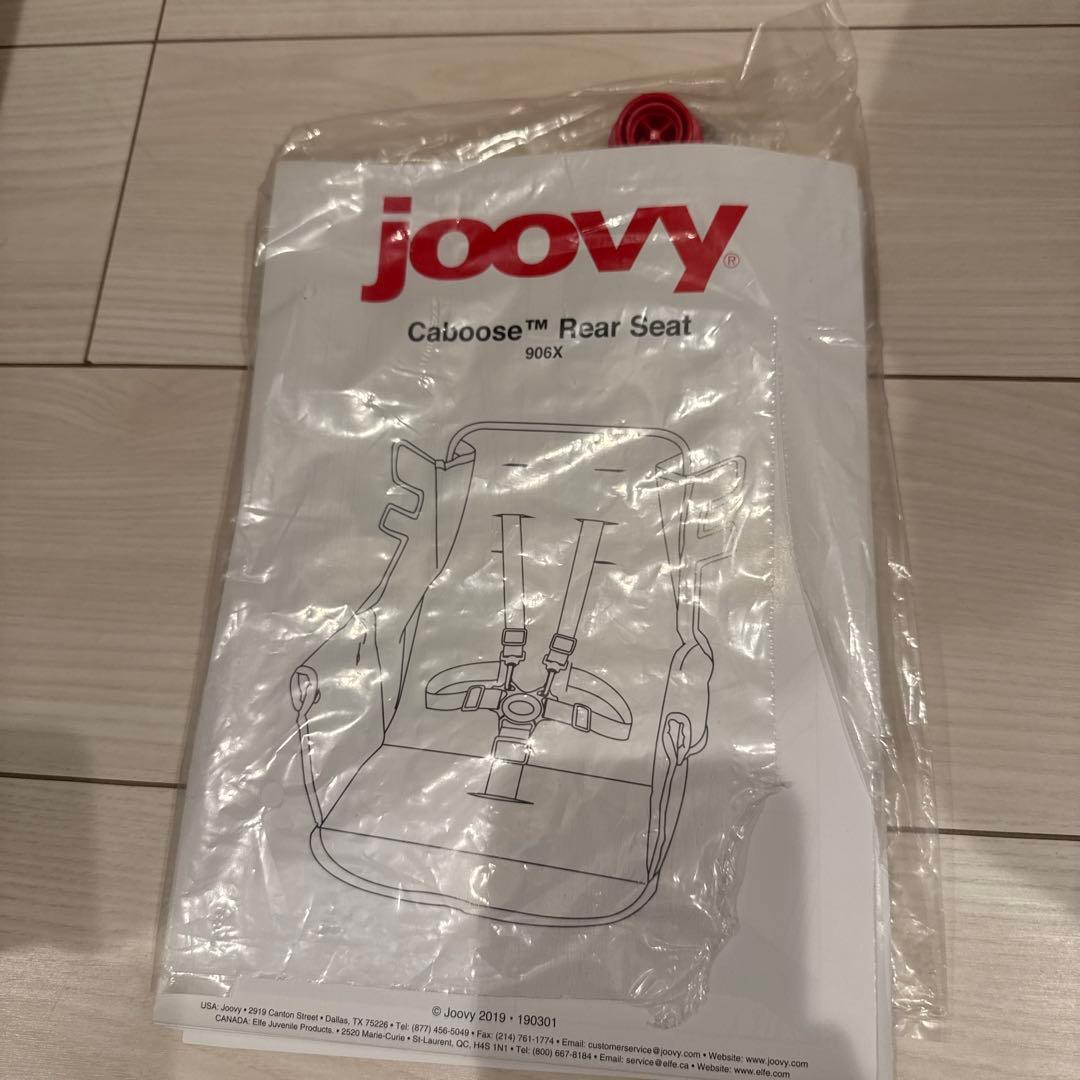 joovy®
Caboose™ Rear Seat
906X
© Joovy 2019 • 190301
USA: Joovy • 2919 Canton Street • Dallas, TX 75226 • Tel: (877) 456-5049 • Fax: (214) 761-1774 • Email: customerservice@joovy.com • Website: www.joovy.com
CANADA: Elfe Juvenile Products. • 2520 Marie-Curie • St-Laurent, QC, H4S 1N1 • Tel: (800) 667-8184 • Email: service@elfe.ca • Website: www.elfe.com